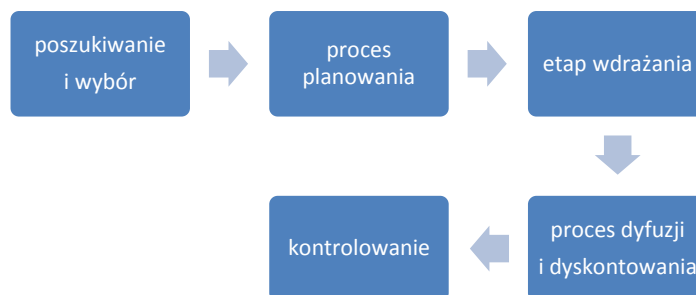 poszukiwanie
i wybór
proces
planowania
etap wdrażania
proces dyfuzji
i dyskontowania
kontrolowanie